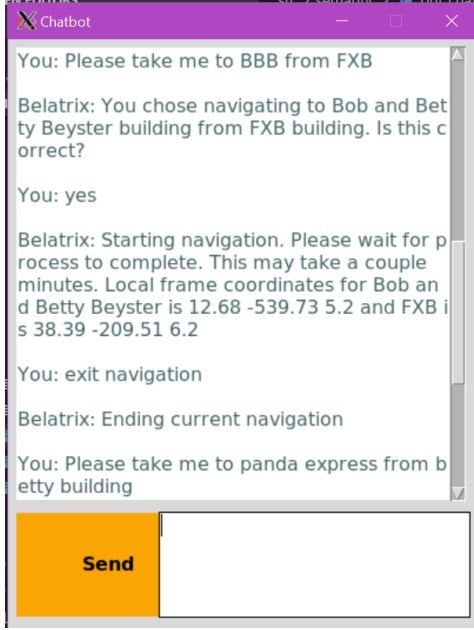 Chatbot
You: Please take me to BBB from FXB
Belatrix: You chose navigating to Bob and Bet
ty Beyster building from FXB building. Is this c
orrect?
You: yes
Belatrix: Starting navigation. Please wait for p
rocess to complete. This may take a couple
minutes. Local frame coordinates for Bob an
d Betty Beyster is 12.68 -539.73 5.2 and FXB i
s 38.39 -209.51 6.2
You: exit navigation
Belatrix: Ending current navigation
You: Please take me to panda express from b
etty building
Send